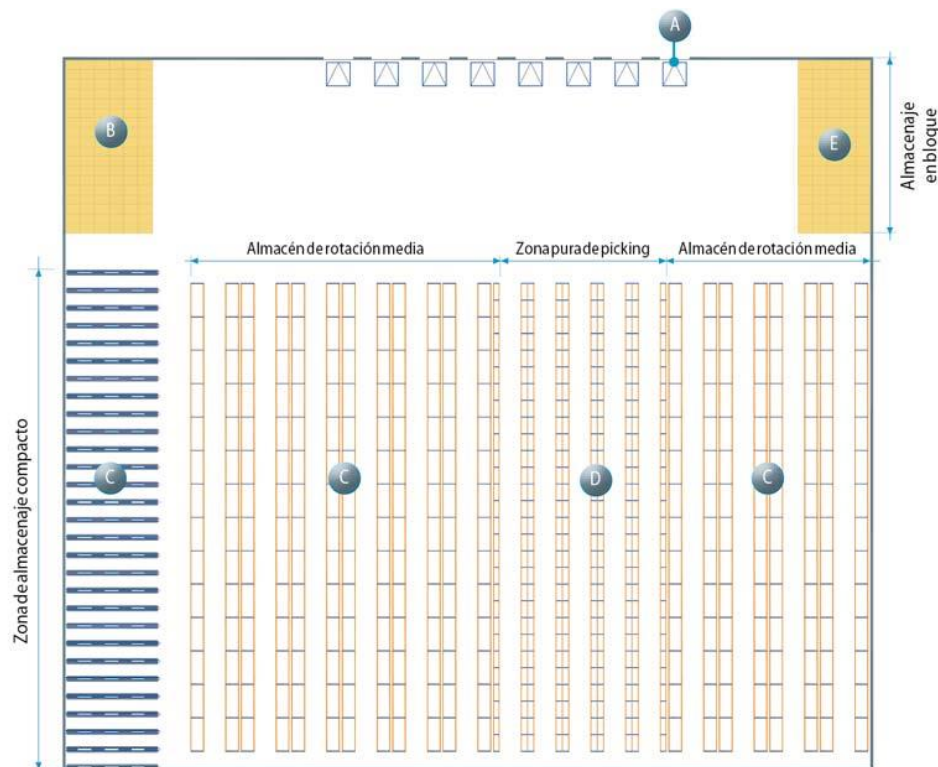 A
B
E
Almacenaje
en bloque
Almacén de rotación media
Zona pura de picking
Almacén de rotación media
Zona de almacenaje compacto
C
C
D
C